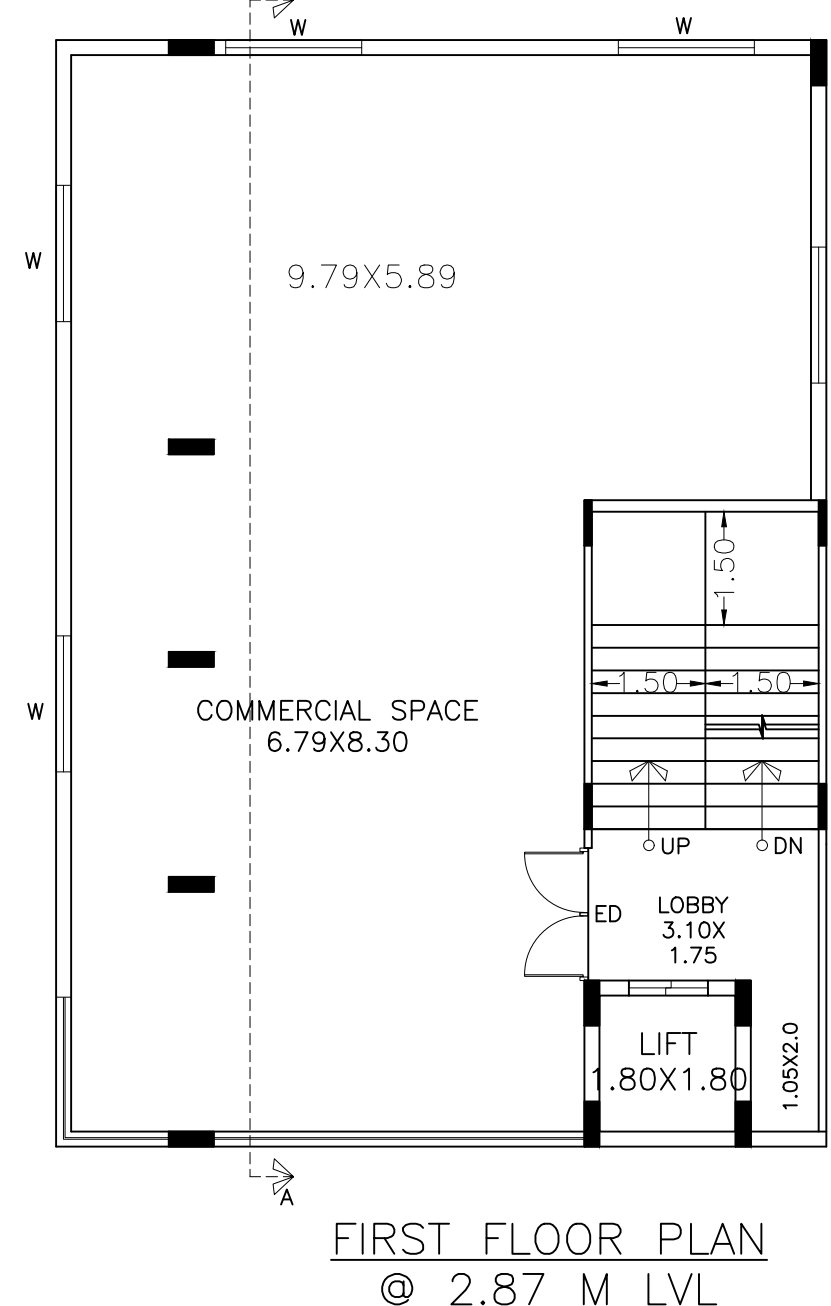 W
W
W
9.79X5.89
1.50
1.50
1.50
W
COMMERCIAL SPACE
6.79X8.30
UP
DN
ED
LOBBY
3.10X
1.75
LIFT
1.80X1.80
1.05X2.0
A
FIRST FLOOR PLAN
@ 2.87 M LVL